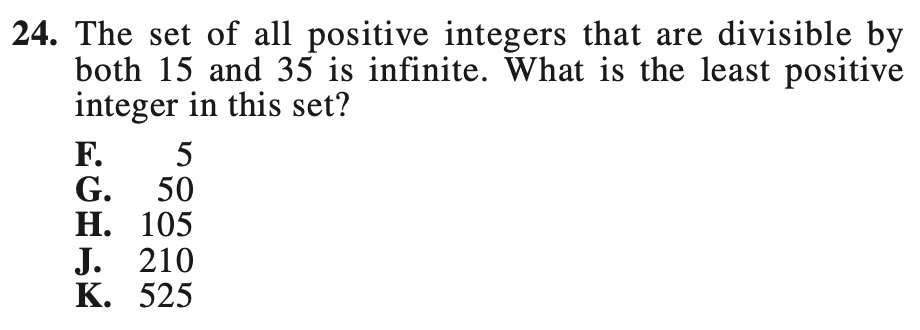 24. The set of all positive integers that are divisible by
both 15 and 35 is infinite. What is the least positive
integer in this set?
F. 5
G. 50
H. 105
J. 210
K. 525